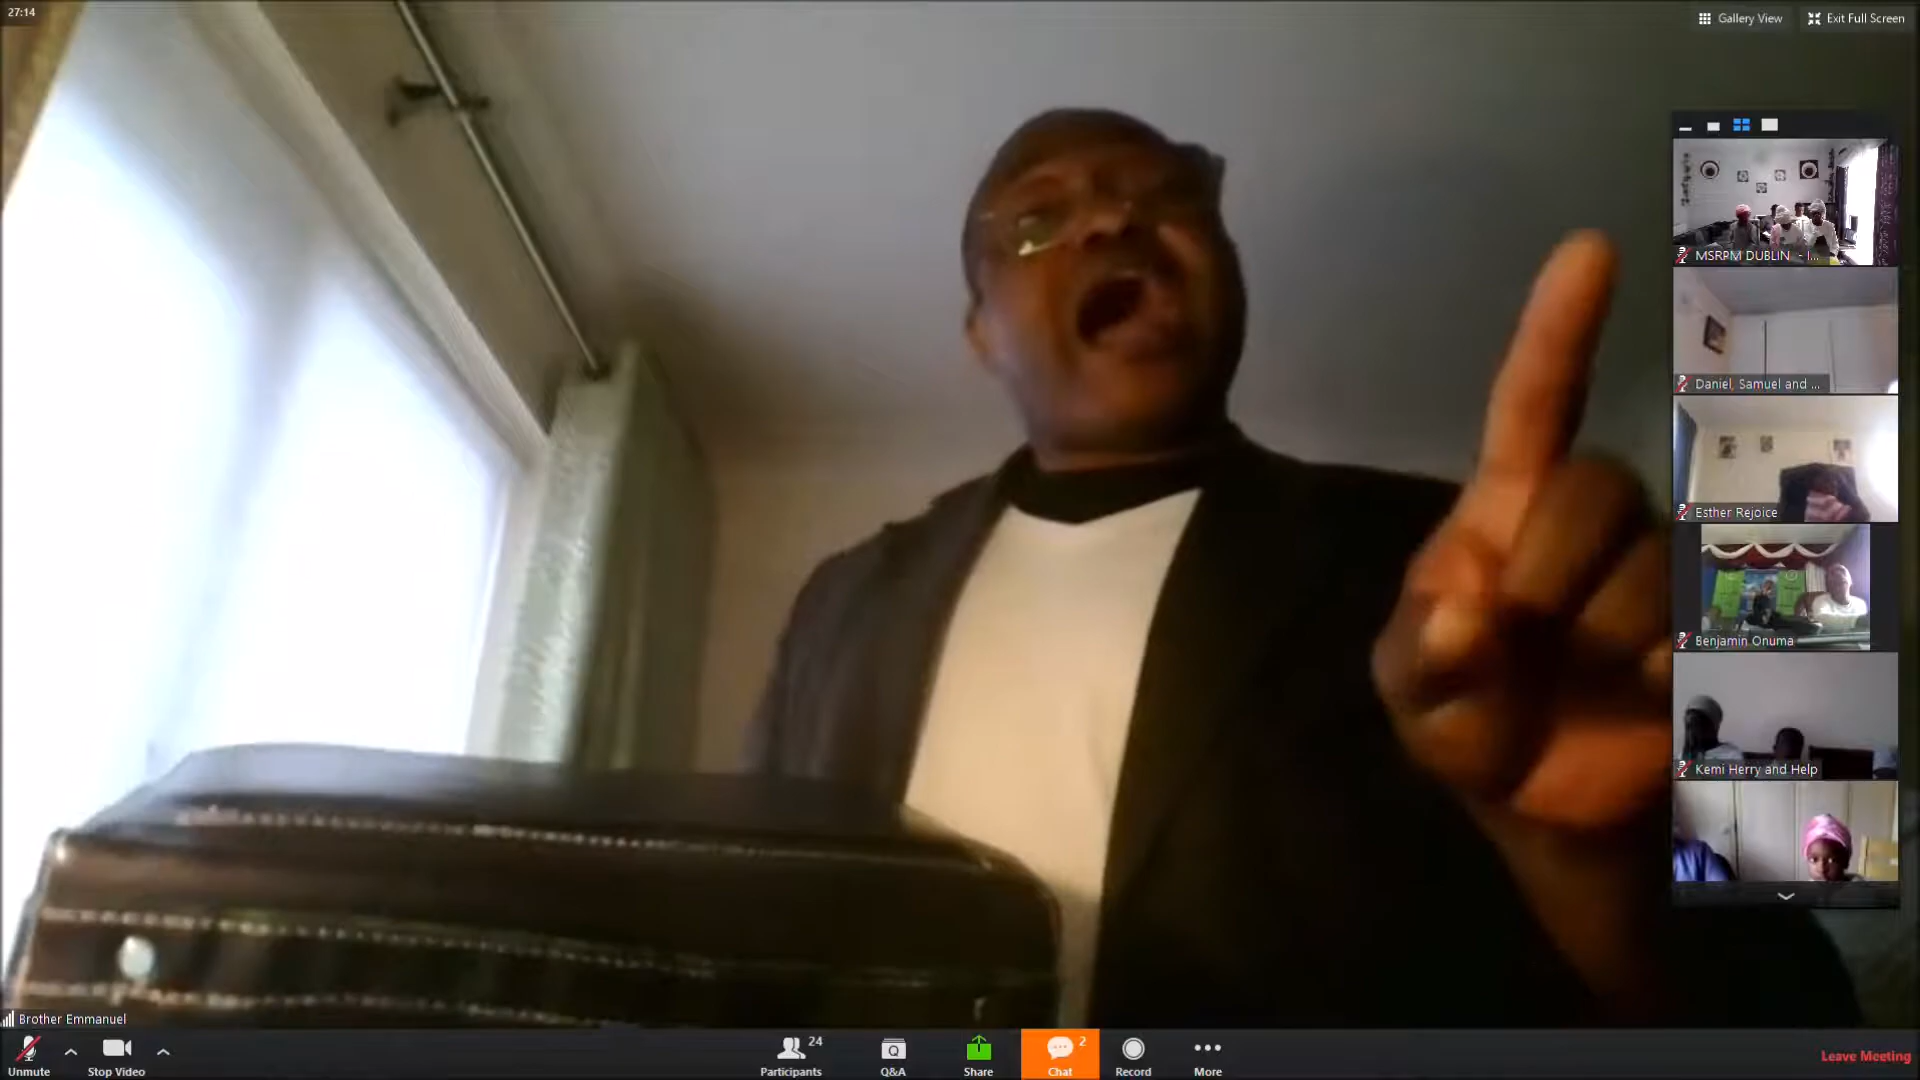 27:14
Gallery View
Exit Full Screen
MSRPM DUBLIN - I...
Daniel, Samuel and ...
Esther Rejoice
Benjamin Onuma
Kemi Herry and Help
Brother Emmanuel
Unmute
Stop Video
24
Participants
Q&A
Share
2
Chat
Record
More
Leave Meeting